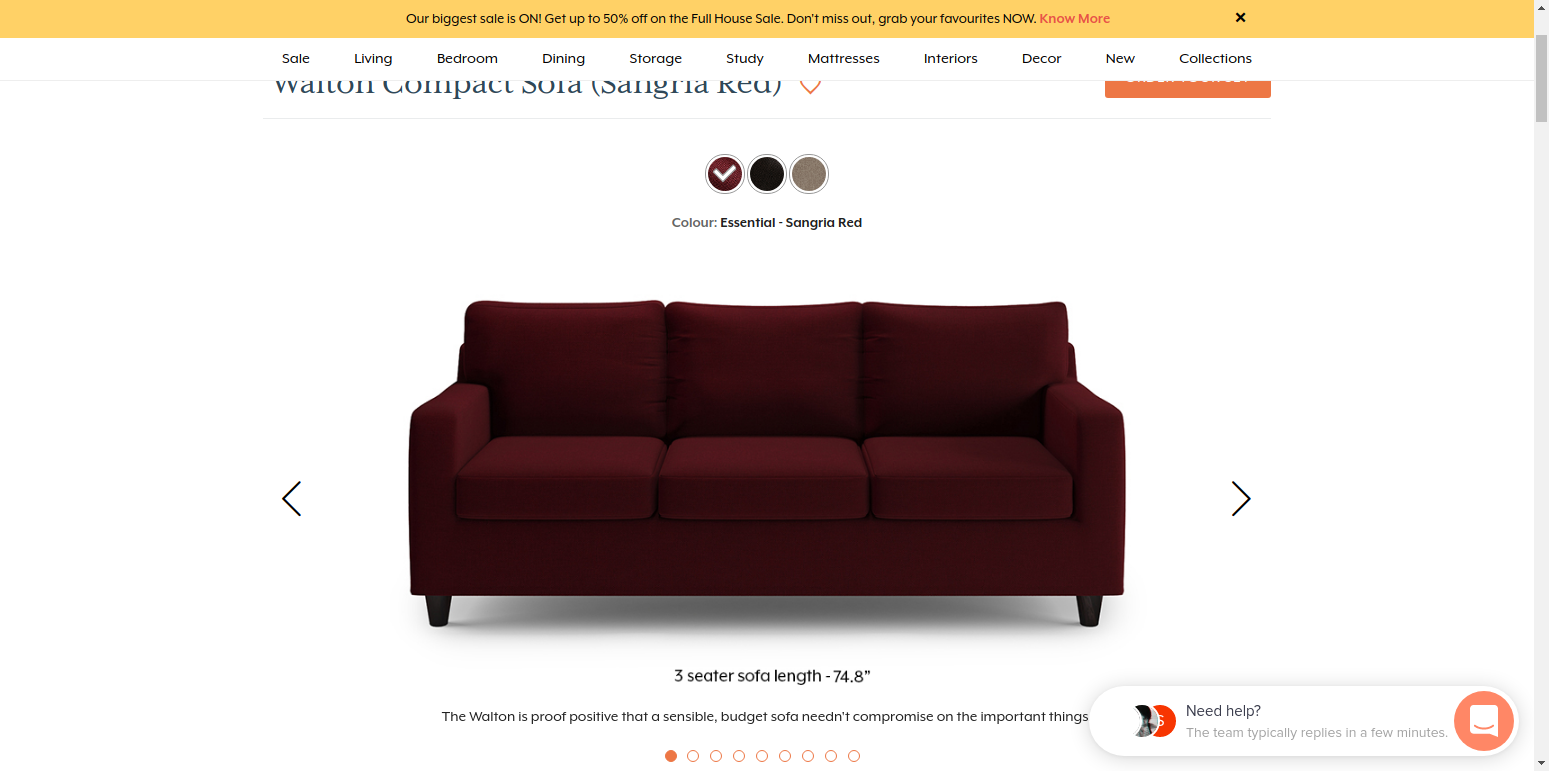 Our biggest sale is ON! Get up to 50% off on the Full House Sale. Don't miss out, grab your favourites NOW. Know More
Sale Living Bedroom Dining Storage Study Mattresses Interiors Decor New Collections
Walton Compact Sofa (Sangria Red)
Colour: Essential - Sangria Red
3 seater sofa length - 74.8”
The Walton is proof positive that a sensible, budget sofa needn't compromise on the important things
Need help?
The team typically replies in a few minutes.